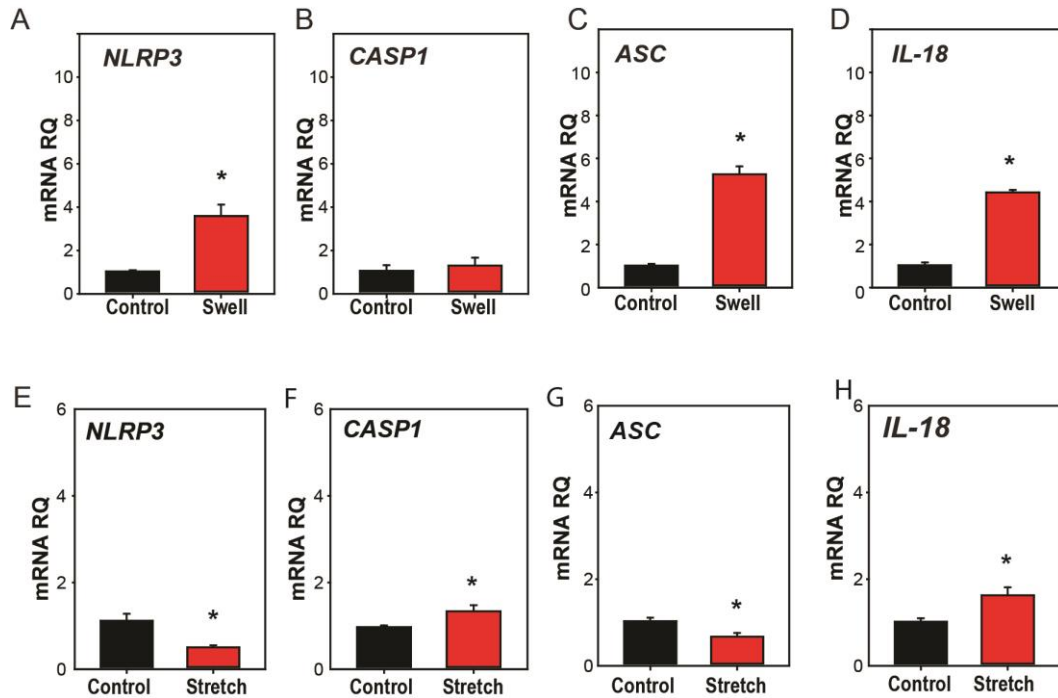 A
NLRP3
mRNA RQ
10
8
6
4
2
0
*
Control Swell
B
CASP1
mRNA RQ
10
8
6
4
2
0
Control Swell
C
ASC
mRNA RQ
10
8
6
4
2
0
*
Control Swell
D
IL-18
mRNA RQ
10
8
6
4
2
0
*
Control Swell
E
NLRP3
mRNA RQ
6
4
2
0
*
Control Stretch
F
CASP1
mRNA RQ
6
4
2
0
*
Control Stretch
G
ASC
mRNA RQ
6
4
2
0
*
Control Stretch
H
IL-18
mRNA RQ
6
4
2
0
*
Control Stretch